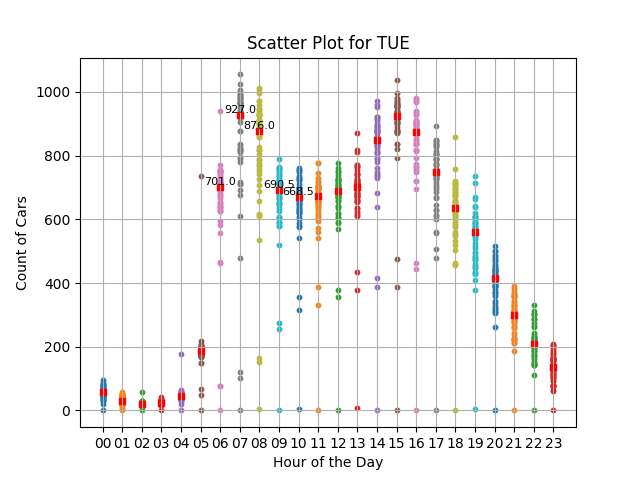 Scatter Plot for TUE
Count of Cars
1000
800
600
400
200
0
927.0
876.0
701.0
690.5
668.5
00 01 02 03 04 05 06 07 08 09 10 11 12 13 14 15 16 17 18 19 20 21 22 23
Hour of the Day